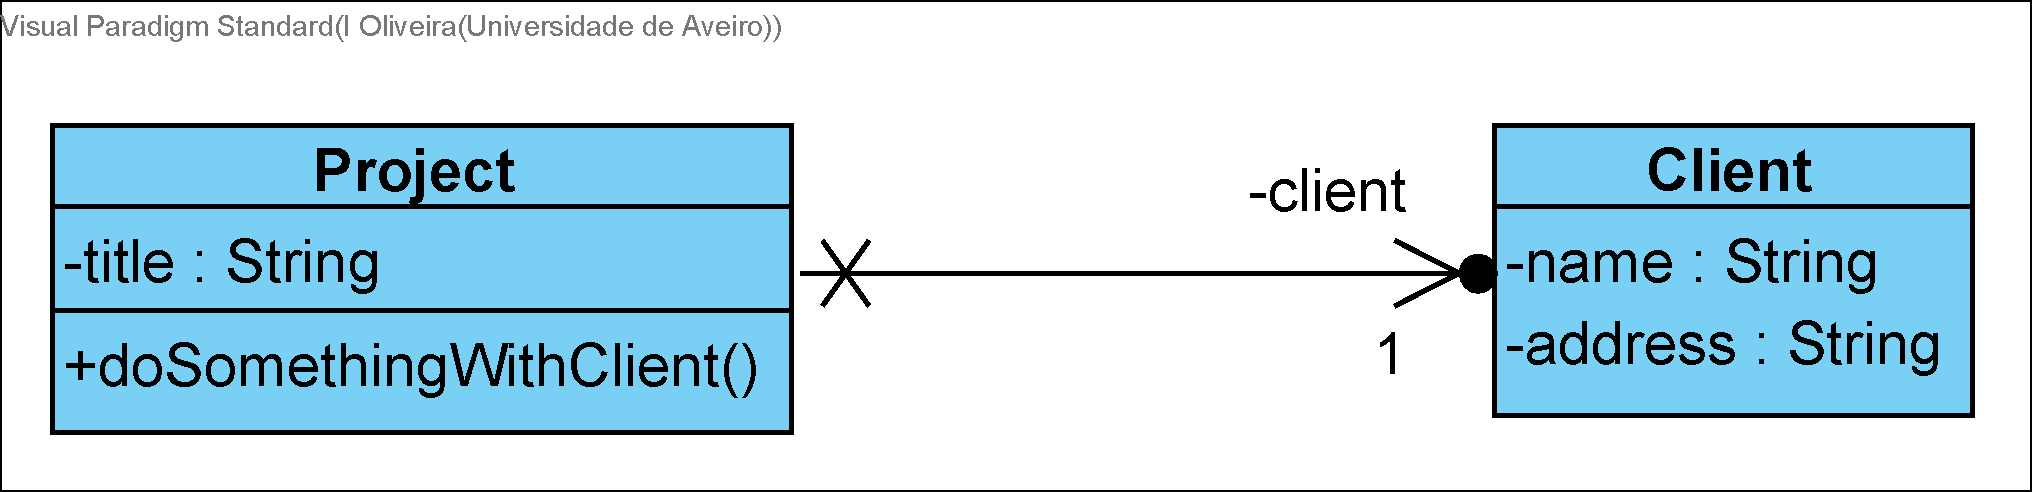 Visual Paradigm Standard(I Oliveira(Universidade de Aveiro))
Project
-title : String
+doSomethingWithClient()
-client
1
Client
-name : String
-address : String